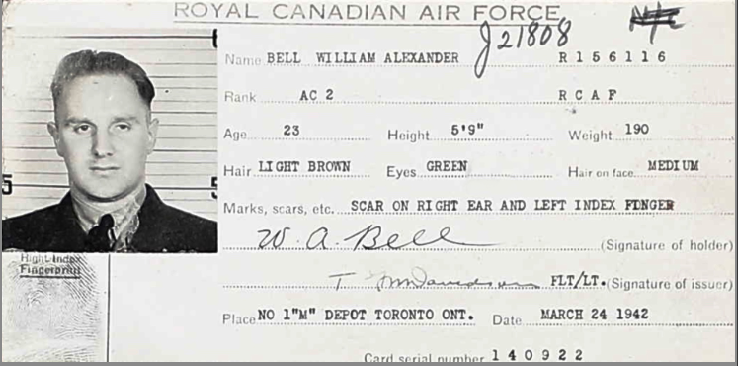 ROYAL CANADIAN AIR FORCE
J21808
Name BELL WILLIAM ALEXANDER R156116
Rank AC 2 RCAF
Age 23 Height 5'9" Weight 190
Hair LIGHT BROWN Eyes GREEN Hair on face MEDIUM
Marks, scars, etc. SCAR ON RIGHT EAR AND LEFT INDEX FINGER
W. A. Bell (Signature of holder)
Right Index
Fingerprint
T FLT/LT. (Signature of issuer)
Place NO 1"M" DEPOT TORONTO ONT. Date MARCH 24 1942
Card serial number 140922
5
5